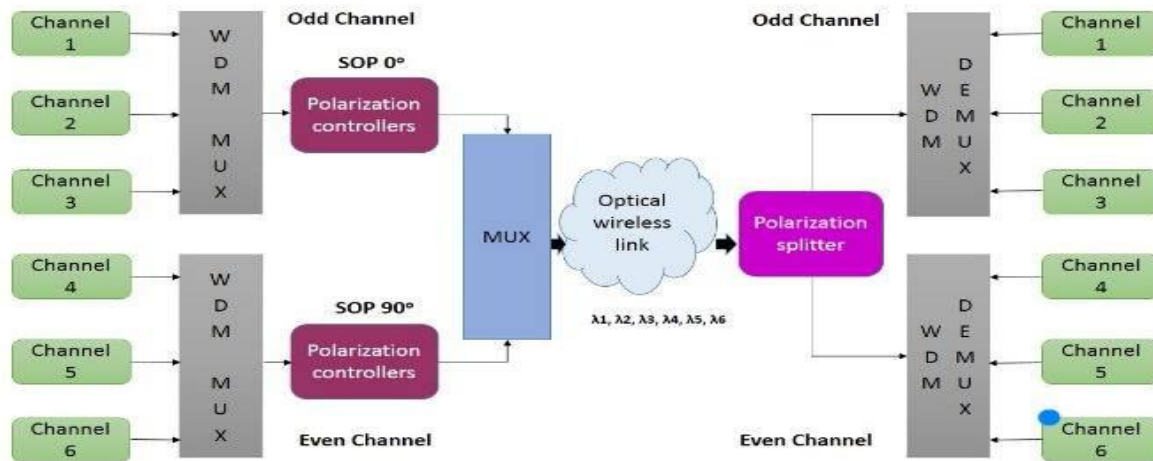 Channel
1
Channel
2
Channel
3
Channel
4
Channel
5
Channel
6
W
D
M
M
U
X
W
D
M
M
U
X
Odd Channel
SOP 0°
Polarization
controllers
SOP 90°
Polarization
controllers
Even Channel
MUX
Optical
wireless
link
λ1, λ2, λ3, λ4, λ5, λ6
Polarization
splitter
Odd Channel
Even Channel
W
D
M
D
E
M
U
X
W
D
M
D
E
M
U
X
Channel
1
Channel
2
Channel
3
Channel
4
Channel
5
Channel
6